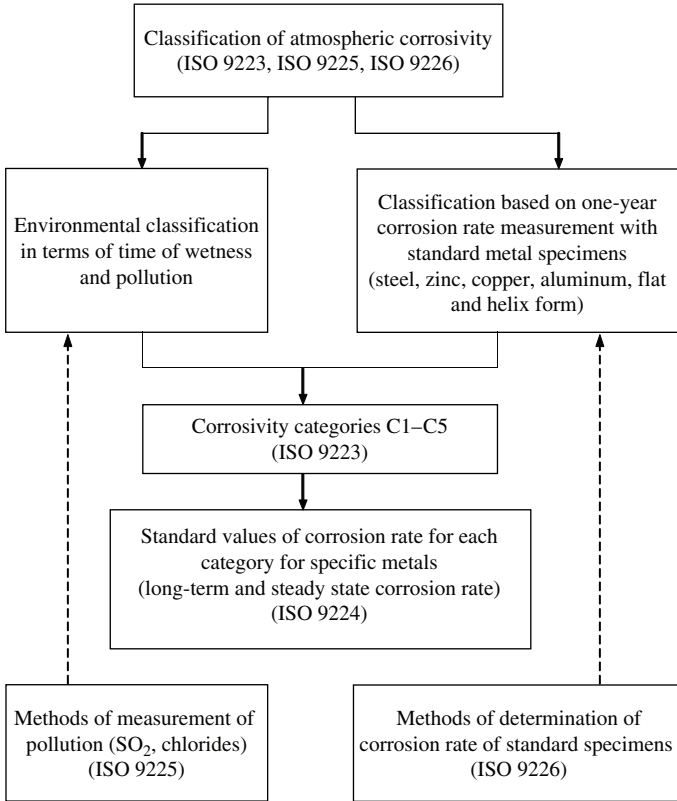 Classification of atmospheric corrosivity
(ISO 9223, ISO 9225, ISO 9226)
Environmental classification
in terms of time of wetness
and pollution
Classification based on one-year
corrosion rate measurement with
standard metal specimens
(steel, zinc, copper, aluminum, flat
and helix form)
Corrosivity categories C1–C5
(ISO 9223)
Standard values of corrosion rate for each
category for specific metals
(long-term and steady state corrosion rate)
(ISO 9224)
Methods of measurement of
pollution (SO₂, chlorides)
(ISO 9225)
Methods of determination of
corrosion rate of standard specimens
(ISO 9226)